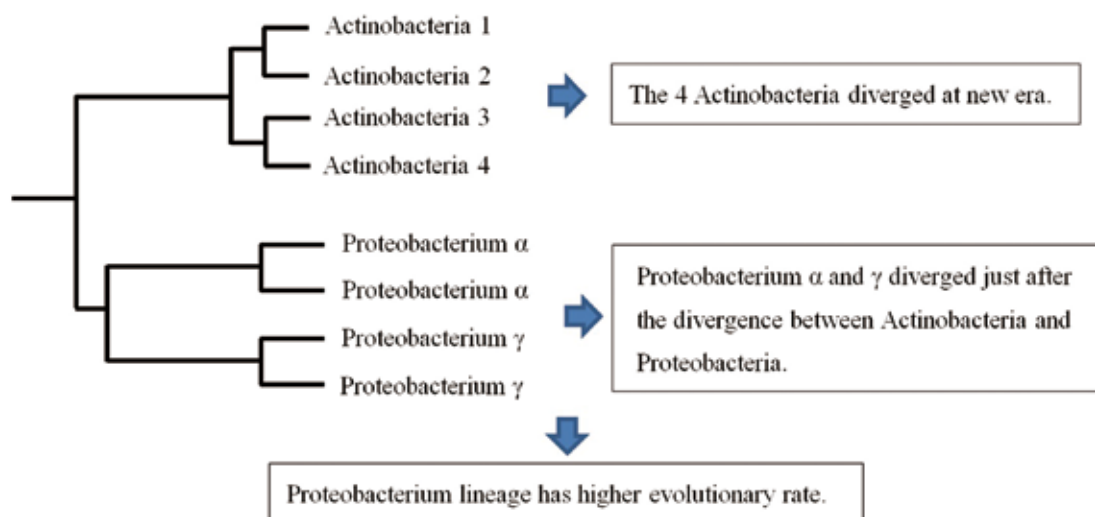 Actinobacteria 1
Actinobacteria 2
Actinobacteria 3
Actinobacteria 4
The 4 Actinobacteria diverged at new era.
Proteobacterium α
Proteobacterium α
Proteobacterium γ
Proteobacterium γ
Proteobacterium α and γ diverged just after
the divergence between Actinobacteria and
Proteobacteria.
Proteobacterium lineage has higher evolutionary rate.